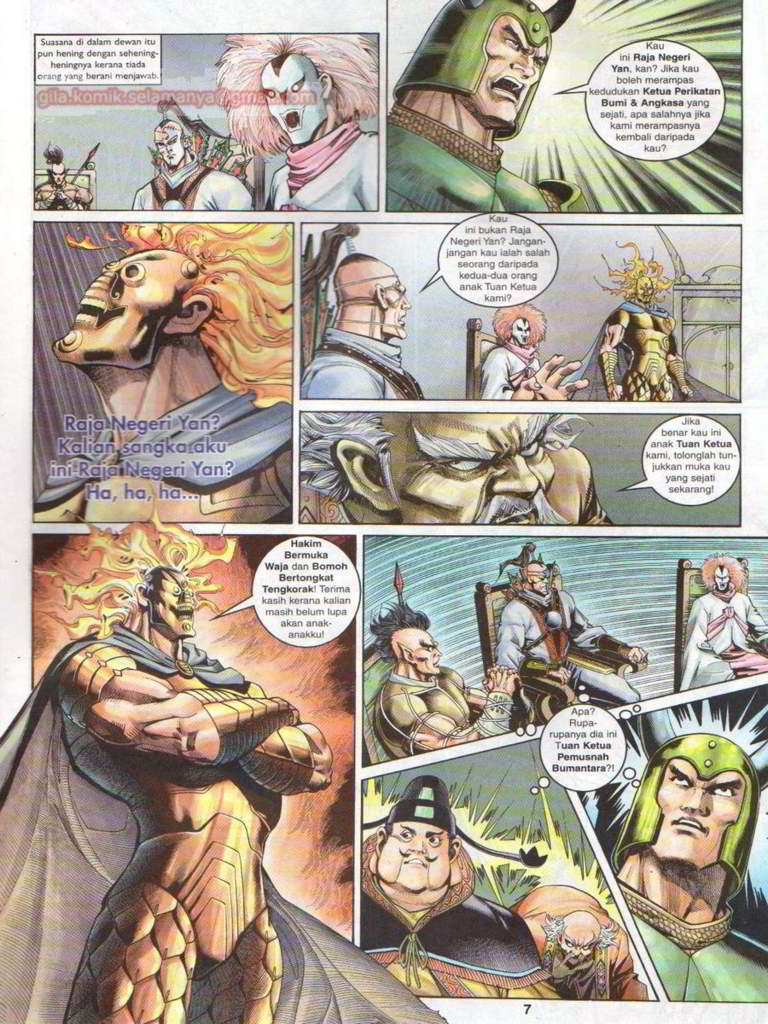 Suasana di dalam dewan itu
pun hening dengan sehening-
heningnya kerana tiada
orang yang berani menjawab.
gila.komik.selamanya@gmail.com
Kau
ini Raja Negeri
Yan, kan? Jika kau
boleh merampas
kedudukan Ketua Perikatan
Bumi & Angkasa yang
sejati, apa salahnya jika
kami merampasnya
kembali daripada
kau?
Raja Negeri Yan?
Kalian sangka aku
ini Raja Negeri Yan?
Ha, ha, ha...
Kau
ini bukan Raja
Negeri Yan? Jangan-
jangan kau ialah salah
seorang daripada
kedua-dua orang
anak Tuan Ketua
kami?
Jika
benar kau ini
anak Tuan Ketua
kami, tolonglah tun-
jukkan muka kau
yang sejati
sekarang!
Hakim
Bermuka
Waja dan Bomoh
Bertongkat
Tengkorak! Terima
kasih kerana kalian
masih belum lupa
akan anak-
anakku!
Apa?
Rupa-
rupanya dia ini
Tuan Ketua
Pemusnah
Bumantara?!
7